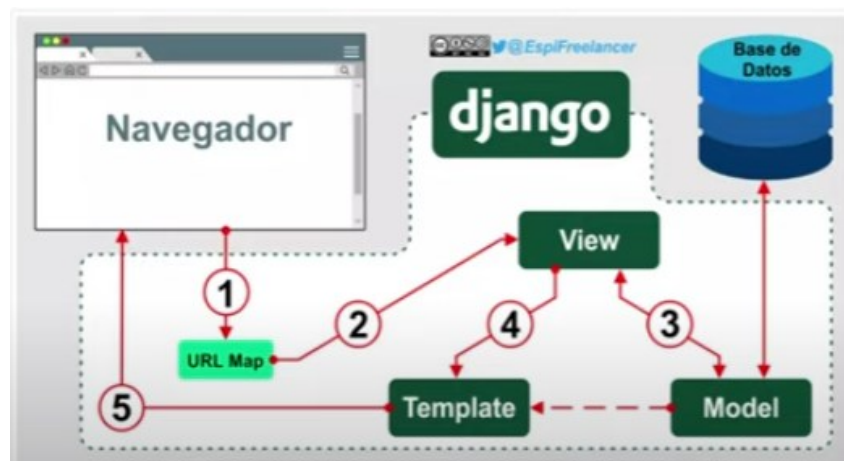 @EspiFreelancer
Base de
Datos
Navegador
django
View
1
2
4
3
URL Map
5
Template
Model